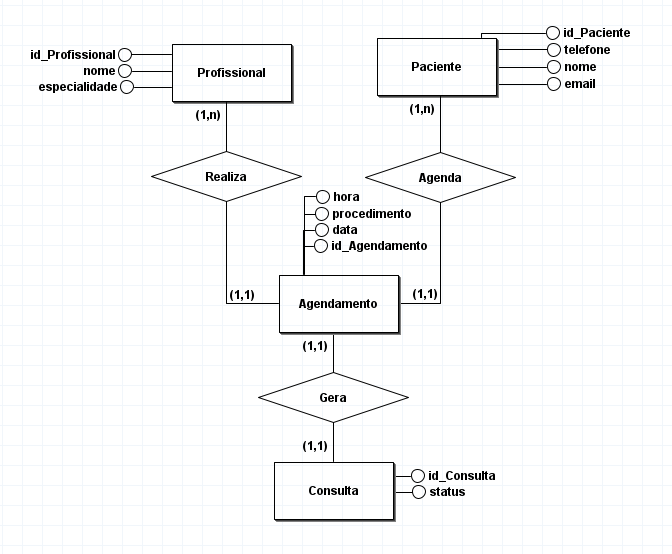 id_Profissional
nome
especialidade
Profissional
(1,n)
Paciente
id_Paciente
telefone
nome
email
(1,n)
Realiza
Agenda
hora
procedimento
data
id_Agendamento
(1,1)
Agendamento
(1,1)
(1,1)
Gera
(1,1)
Consulta
id_Consulta
status